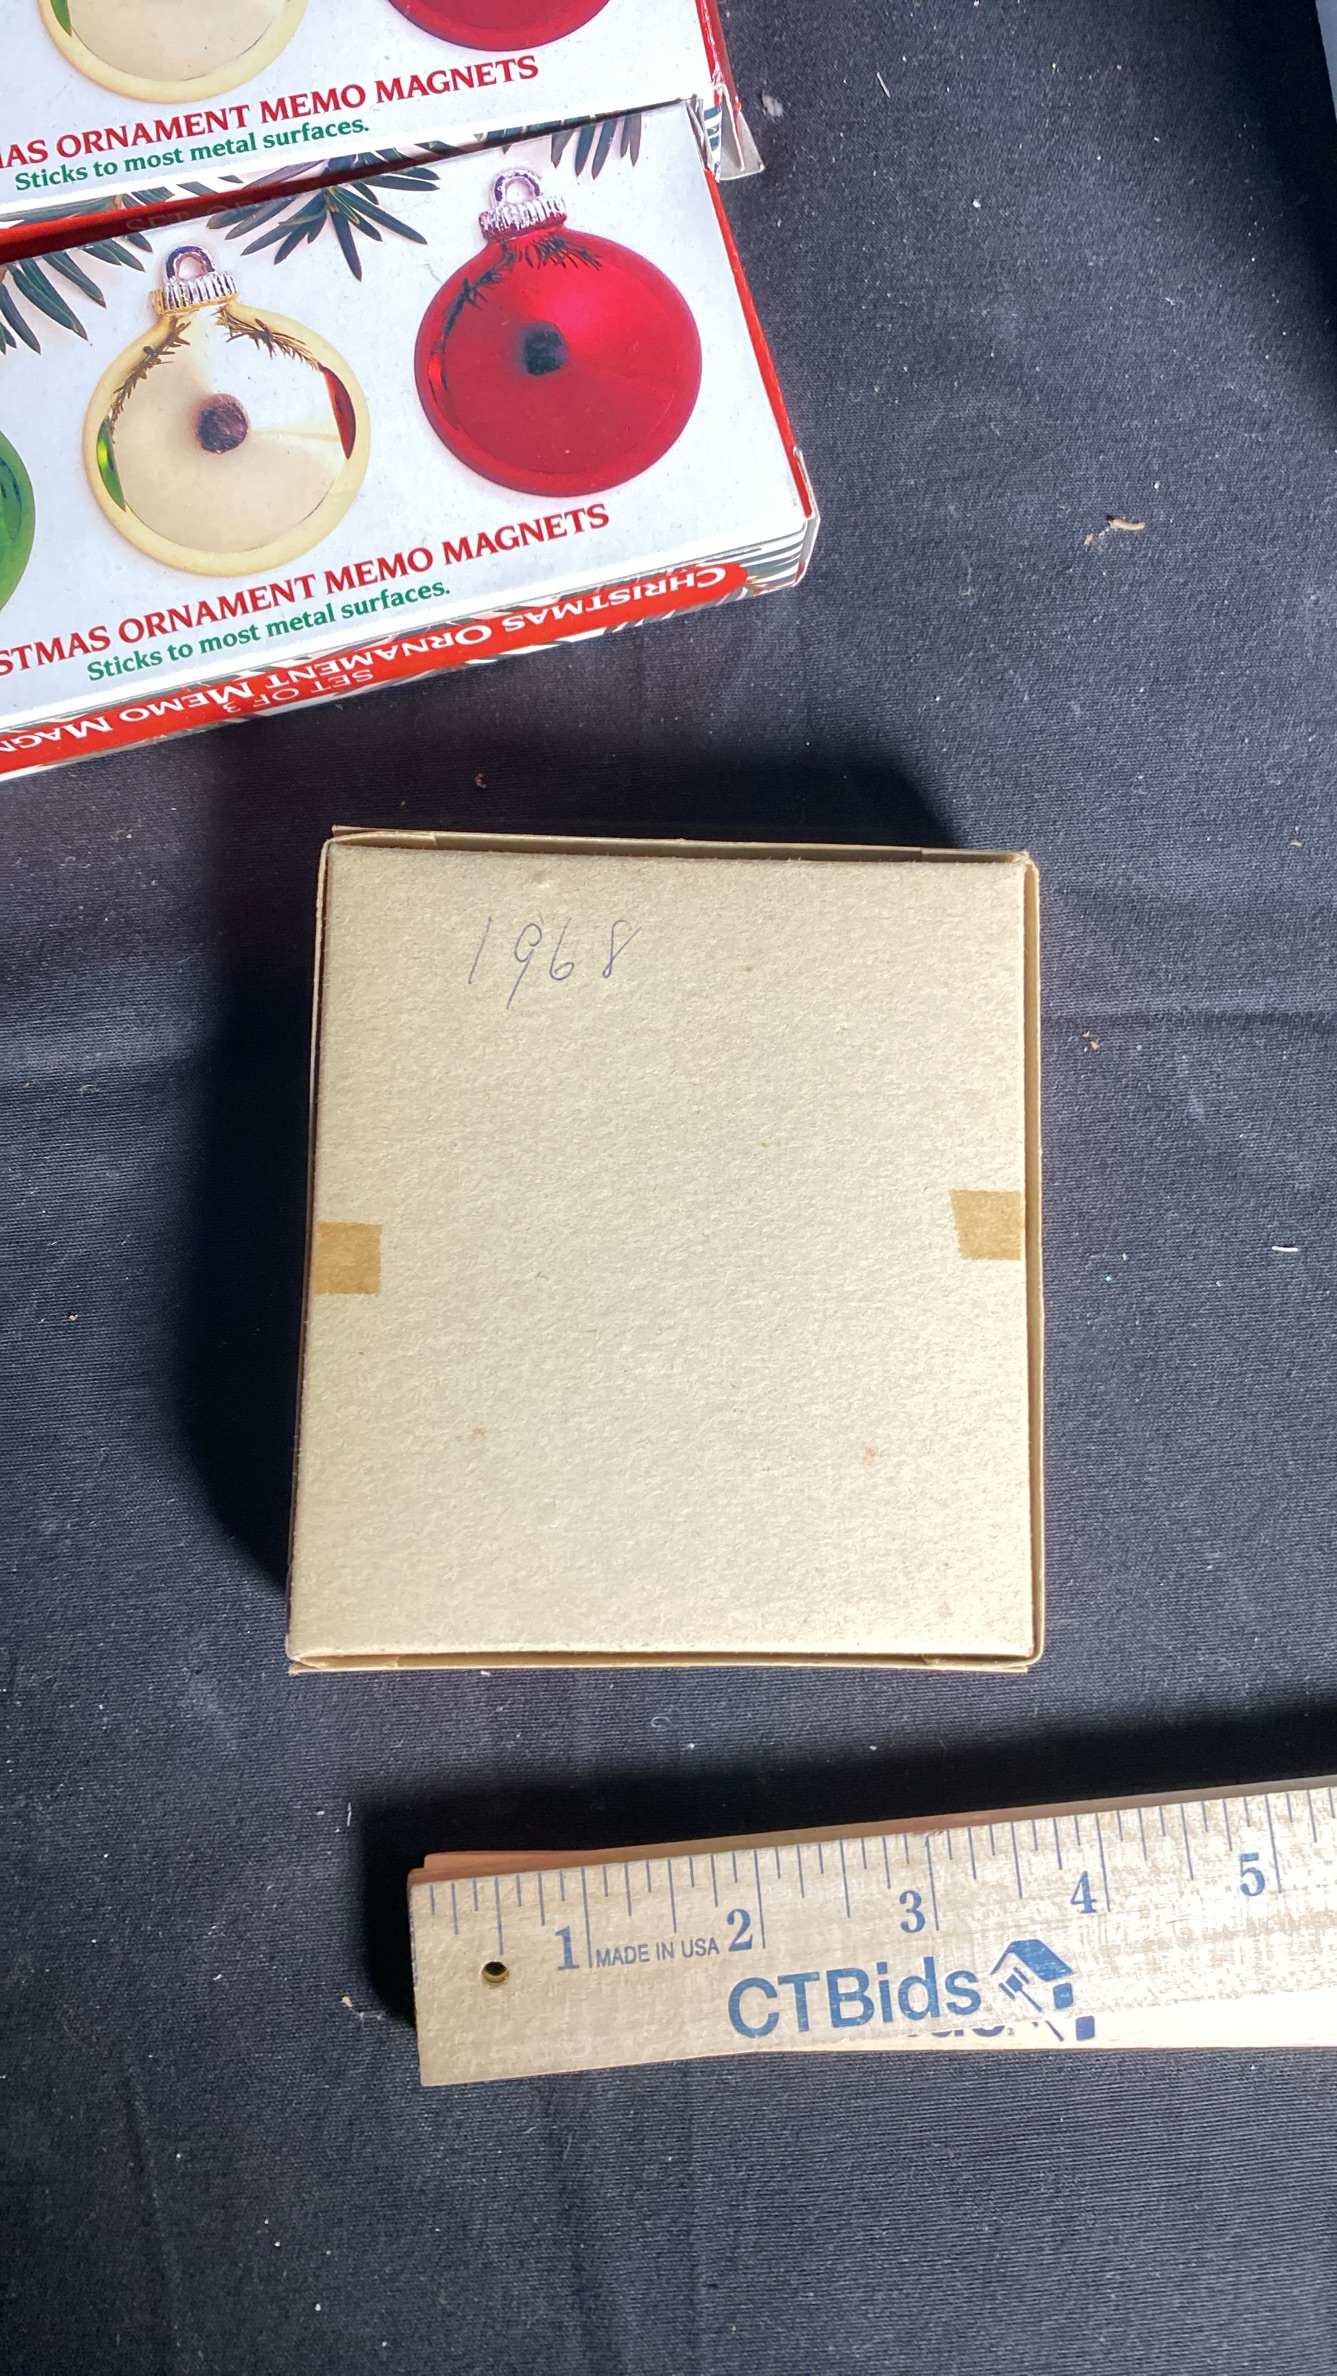 AS ORNAMENT MEMO MAGNETS
Sticks to most metal surfaces.
STMAS ORNAMENT MEMO MAGNETS
Sticks to most metal surfaces.
CHRISTMAS ORNAMENT MEMO MAGN
SET OF 3
1968
1 2 3 4 5
MADE IN USA
CTBids